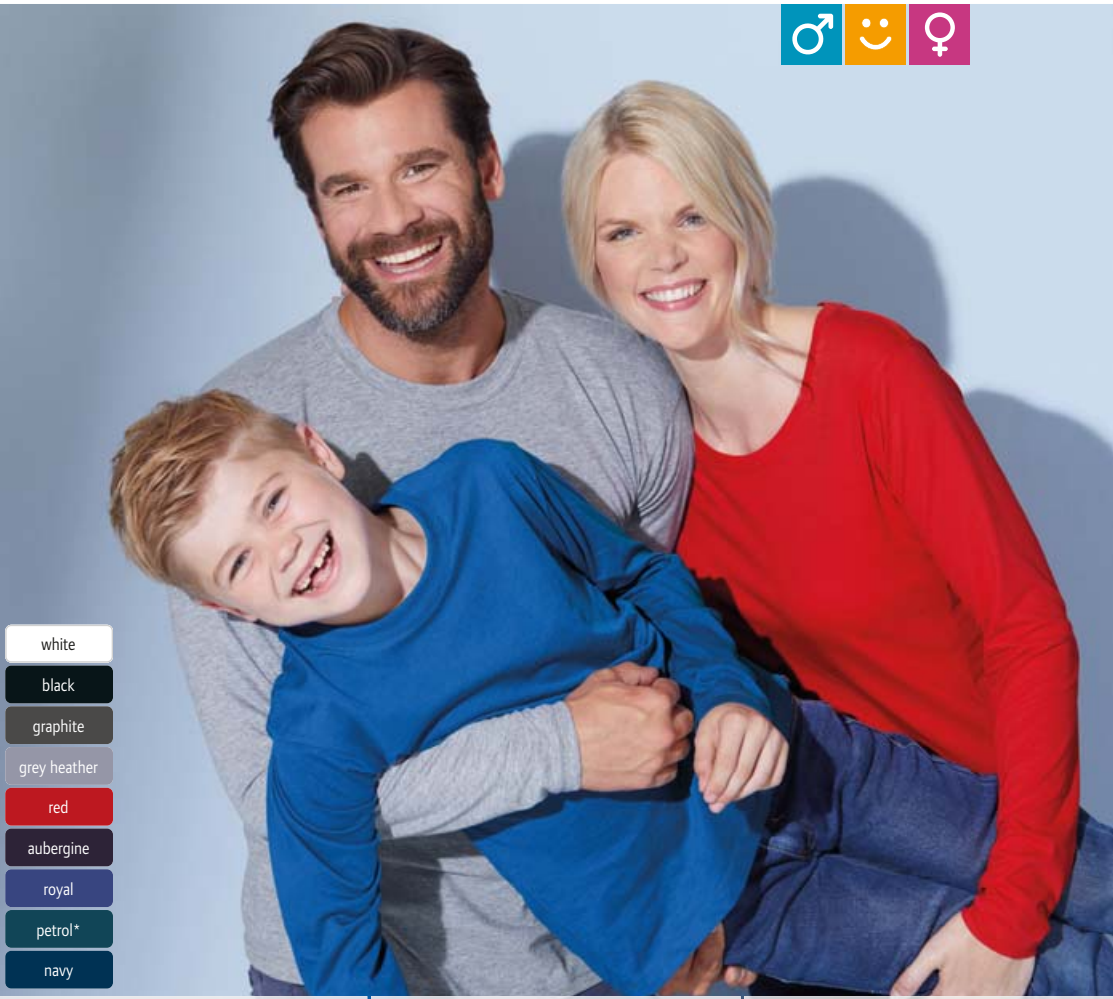 white
black
graphite
grey heather
red
aubergine
royal
petrol*
navy